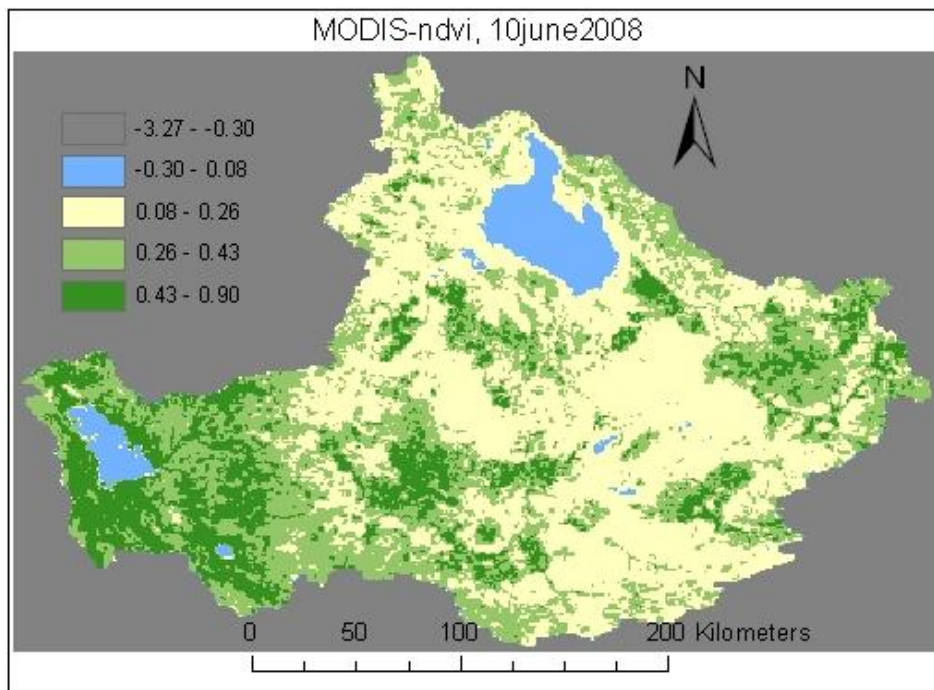 MODIS-ndvi, 10june2008
N
-3.27 - -0.30
-0.30 - 0.08
0.08 - 0.26
0.26 - 0.43
0.43 - 0.90
0 50 100 200 Kilometers